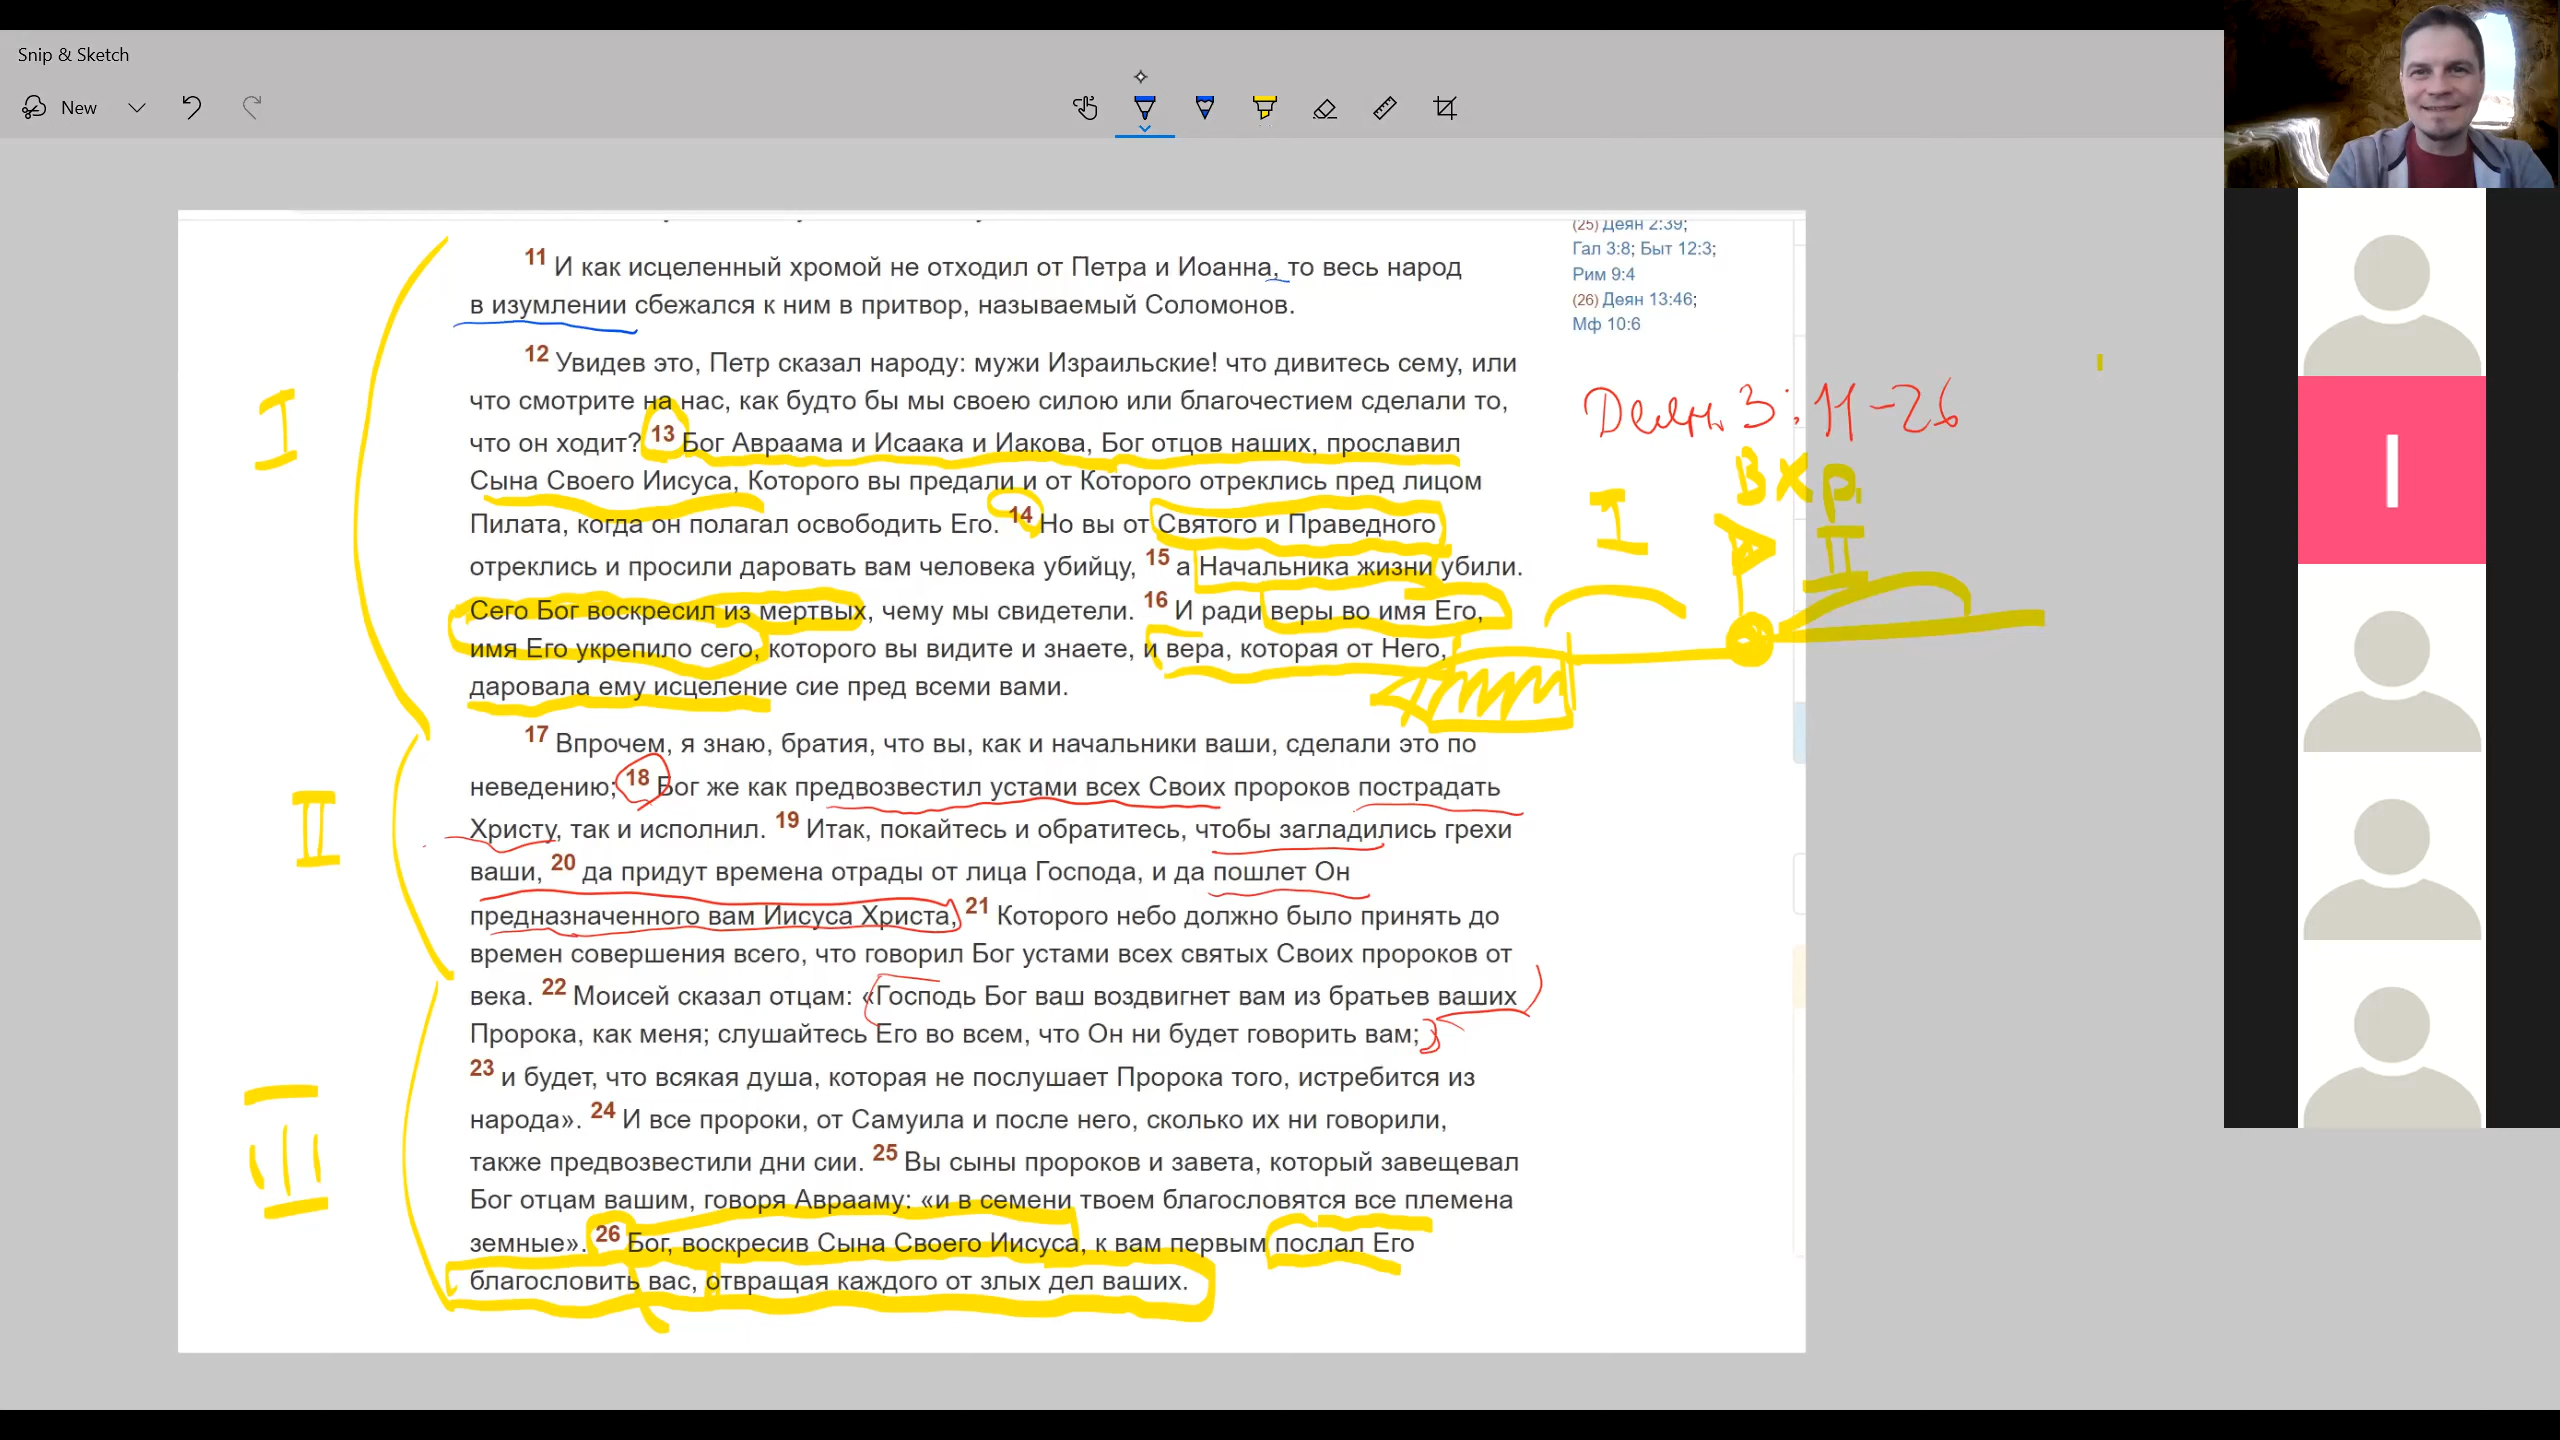 Snip & Sketch
New
(25) Деян 2:39;
Гал 3:8; Быт 12:3;
Рим 9:4
(26) Деян 13:46;
Мф 10:6
11 И как исцеленный хромой не отходил от Петра и Иоанна, то весь народ
в изумлении сбежался к ним в притвор, называемый Соломонов.
12 Увидев это, Петр сказал народу: мужи Израильские! что дивитесь сему, или
что смотрите на нас, как будто бы мы своею силою или благочестием сделали то,
что он ходит? 13 Бог Авраама и Исаака и Иакова, Бог отцов наших, прославил
Сына Своего Иисуса, Которого вы предали и от Которого отреклись пред лицом
Пилата, когда он полагал освободить Его. 14 Но вы от Святого и Праведного
отреклись и просили даровать вам человека убийцу, 15 а Начальника жизни убили.
Сего Бог воскресил из мертвых, чему мы свидетели. 16 И ради веры во имя Его,
имя Его укрепило сего, которого вы видите и знаете, и вера, которая от Него,
даровала ему исцеление сие пред всеми вами.
17 Впрочем, я знаю, братия, что вы, как и начальники ваши, сделали это по
неведению; 18 Бог же как предвозвестил устами всех Своих пророков пострадать
Христу, так и исполнил. 19 Итак, покайтесь и обратитесь, чтобы загладились грехи
ваши, 20 да придут времена отрады от лица Господа, и да пошлет Он
предназначенного вам Иисуса Христа, 21 Которого небо должно было принять до
времен совершения всего, что говорил Бог устами всех святых Своих пророков от
века. 22 Моисей сказал отцам: «Господь Бог ваш воздвигнет вам из братьев ваших
Пророка, как меня; слушайтесь Его во всем, что Он ни будет говорить вам;
23 и будет, что всякая душа, которая не послушает Пророка того, истребится из
народа». 24 И все пророки, от Самуила и после него, сколько их ни говорили,
также предвозвестили дни сии. 25 Вы сыны пророков и завета, который завещевал
Бог отцам вашим, говоря Аврааму: «и в семени твоем благословятся все племена
земные». 26 Бог, воскресив Сына Своего Иисуса, к вам первым послал Его
благословить вас, отвращая каждого от злых дел ваших.
I
II
III
Деян. 3:11-26
ВХр.
I
II
I